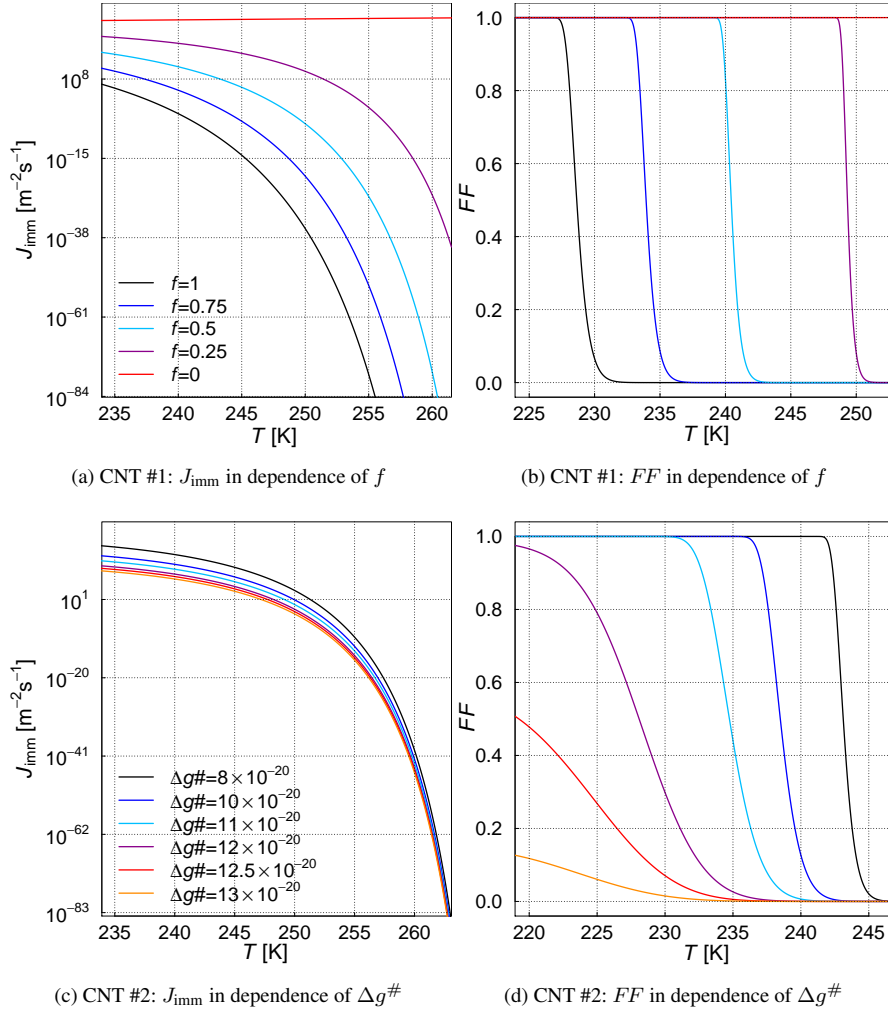 J_imm [m⁻²s⁻¹]
10⁸
10⁻¹⁵
10⁻³⁸
10⁻⁶¹
10⁻⁸⁴
f=1
f=0.75
f=0.5
f=0.25
f=0
235 240 245 250 255 260
T [K]
(a) CNT #1: J_imm in dependence of f
FF
1.0
0.8
0.6
0.4
0.2
0.0
225 230 235 240 245 250
T [K]
(b) CNT #1: FF in dependence of f
J_imm [m⁻²s⁻¹]
10¹
10⁻²⁰
10⁻⁴¹
10⁻⁶²
10⁻⁸³
Δg#=8×10⁻²⁰
Δg#=10×10⁻²⁰
Δg#=11×10⁻²⁰
Δg#=12×10⁻²⁰
Δg#=12.5×10⁻²⁰
Δg#=13×10⁻²⁰
235 240 245 250 255 260
T [K]
(c) CNT #2: J_imm in dependence of Δg^#
FF
1.0
0.8
0.6
0.4
0.2
0.0
220 225 230 235 240 245
T [K]
(d) CNT #2: FF in dependence of Δg^#